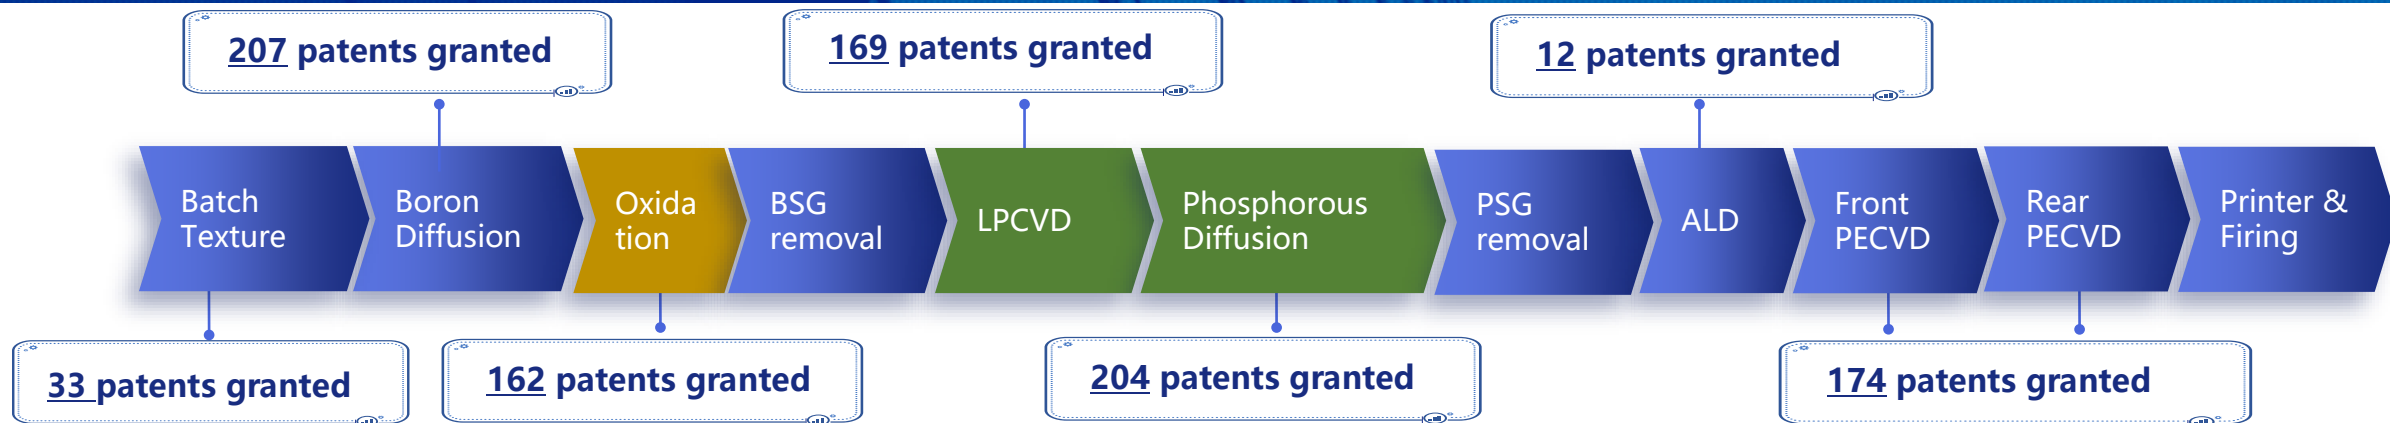 207 patents granted
169 patents granted
12 patents granted
Batch
Texture
Boron
Diffusion
Oxida
tion
BSG
removal
LPCVD
Phosphorous
Diffusion
PSG
removal
ALD
Front
PECVD
Rear
PECVD
Printer &
Firing
33 patents granted
162 patents granted
204 patents granted
174 patents granted